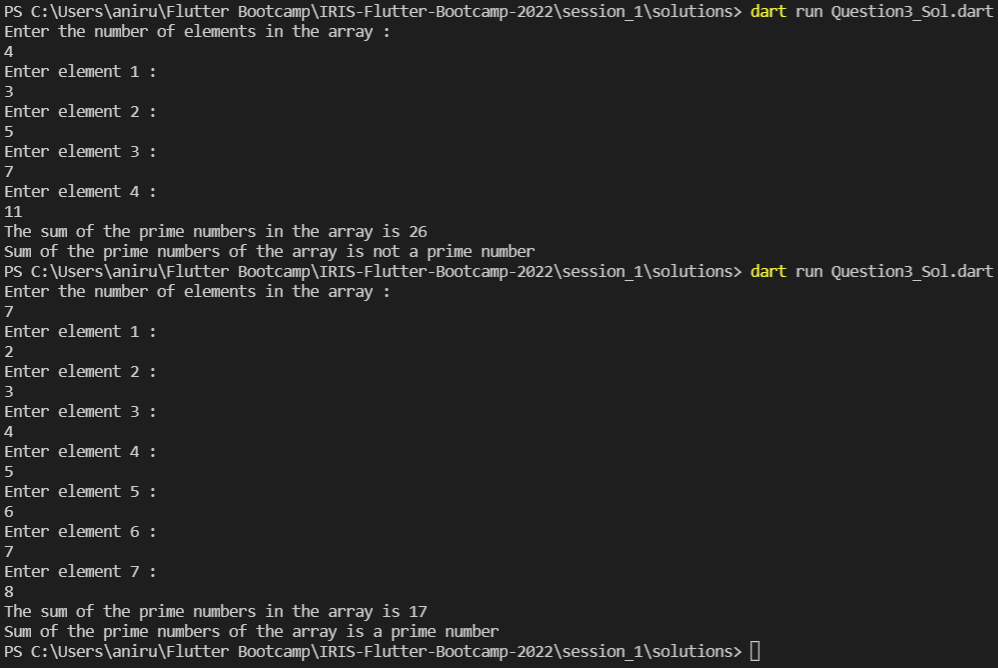 PS C:\Users\aniru\Flutter Bootcamp\IRIS-Flutter-Bootcamp-2022\session_1\solutions> dart run Question3_Sol.dart
Enter the number of elements in the array :
4
Enter element 1 :
3
Enter element 2 :
5
Enter element 3 :
7
Enter element 4 :
11
The sum of the prime numbers in the array is 26
Sum of the prime numbers of the array is not a prime number
PS C:\Users\aniru\Flutter Bootcamp\IRIS-Flutter-Bootcamp-2022\session_1\solutions> dart run Question3_Sol.dart
Enter the number of elements in the array :
7
Enter element 1 :
2
Enter element 2 :
3
Enter element 3 :
4
Enter element 4 :
5
Enter element 5 :
6
Enter element 6 :
7
Enter element 7 :
8
The sum of the prime numbers in the array is 17
Sum of the prime numbers of the array is a prime number
PS C:\Users\aniru\Flutter Bootcamp\IRIS-Flutter-Bootcamp-2022\session_1\solutions>